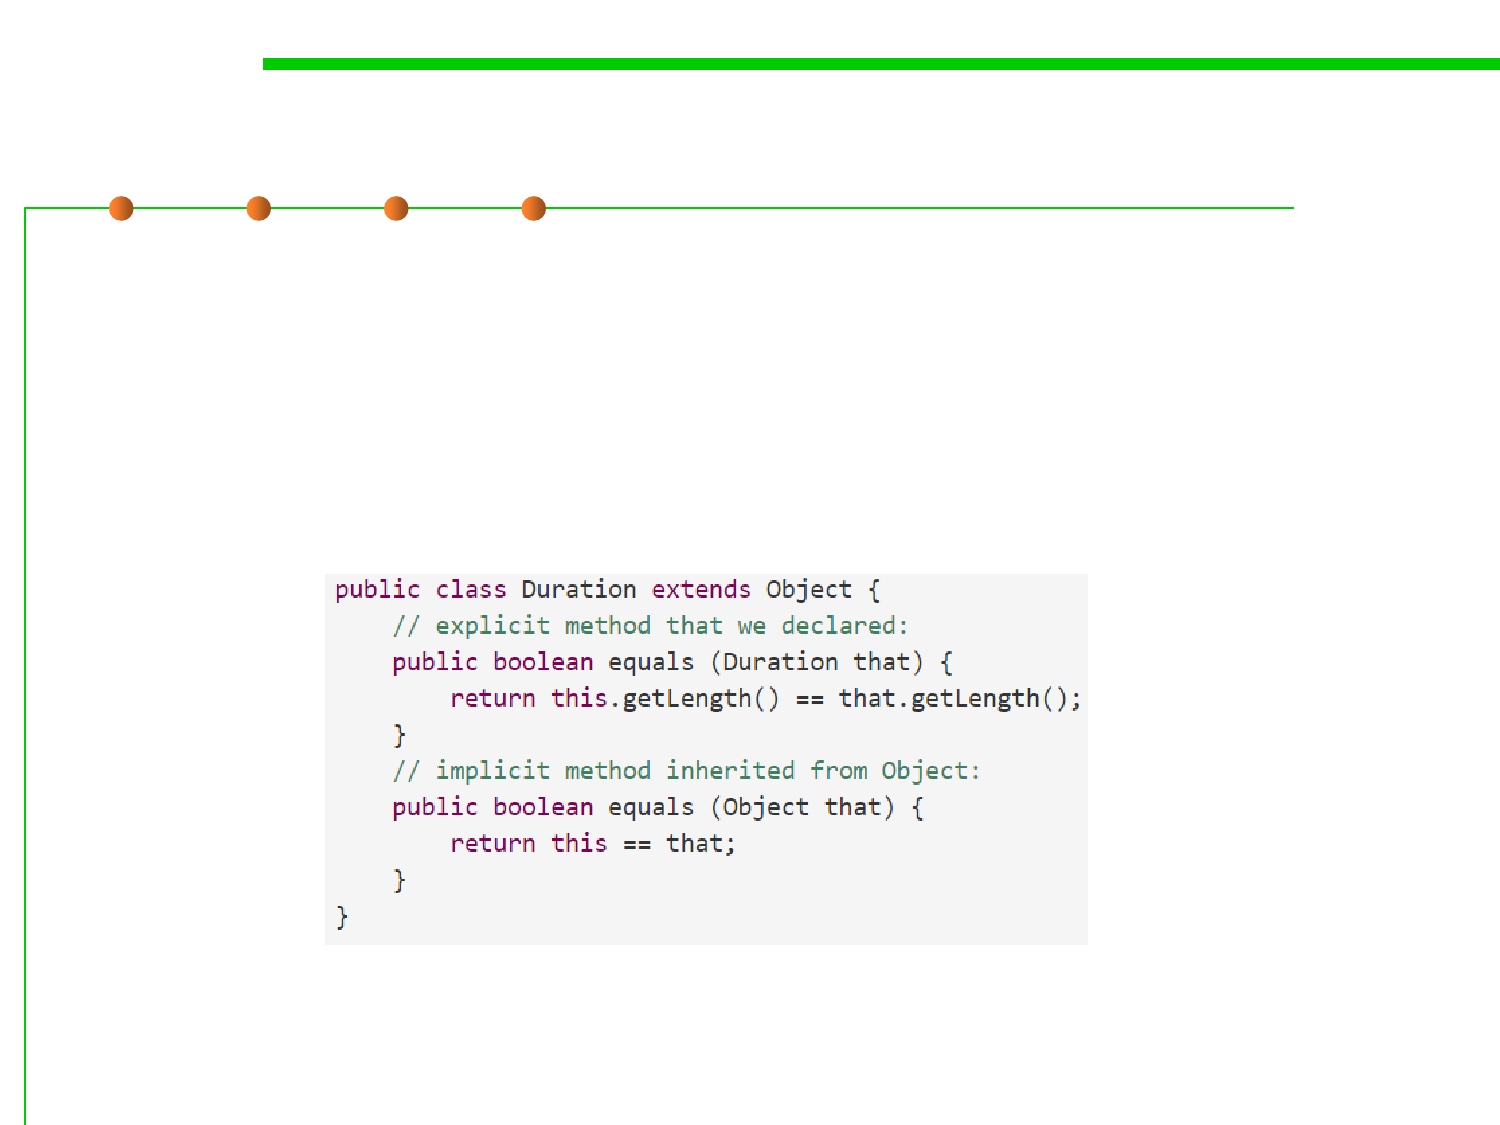 public class Duration extends Object {
    // explicit method that we declared:
    public boolean equals (Duration that) {
        return this.getLength() == that.getLength();
    }
    // implicit method inherited from Object:
    public boolean equals (Object that) {
        return this == that;
    }
}